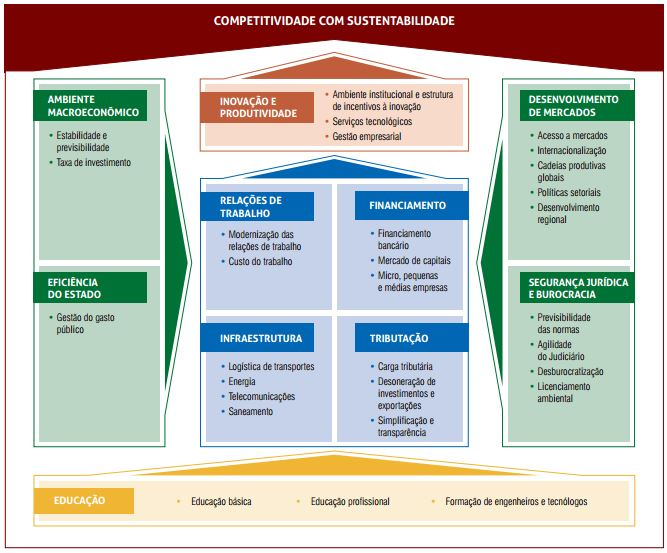 COMPETITIVIDADE COM SUSTENTABILIDADE
AMBIENTE
MACROECONÔMICO
• Estabilidade e
previsibilidade
• Taxa de investimento
EFICIÊNCIA
DO ESTADO
• Gestão do gasto
público
INOVAÇÃO E
PRODUTIVIDADE
• Ambiente institucional e estrutura
de incentivos à inovação
• Serviços tecnológicos
• Gestão empresarial
RELAÇÕES DE
TRABALHO
• Modernização das
relações de trabalho
• Custo do trabalho
FINANCIAMENTO
• Financiamento
bancário
• Mercado de capitais
• Micro, pequenas
e médias empresas
INFRAESTRUTURA
• Logística de transportes
• Energia
• Telecomunicações
• Saneamento
TRIBUTAÇÃO
• Carga tributária
• Desoneração de
investimentos e
exportações
• Simplificação e
transparência
DESENVOLVIMENTO
DE MERCADOS
• Acesso a mercados
• Internacionalização
• Cadeias produtivas
globais
• Políticas setoriais
• Desenvolvimento
regional
SEGURANÇA JURÍDICA
E BUROCRACIA
• Previsibilidade
das normas
• Agilidade
do Judiciário
• Desburocratização
• Licenciamento
ambiental
EDUCAÇÃO
• Educação básica
• Educação profissional
• Formação de engenheiros e tecnólogos